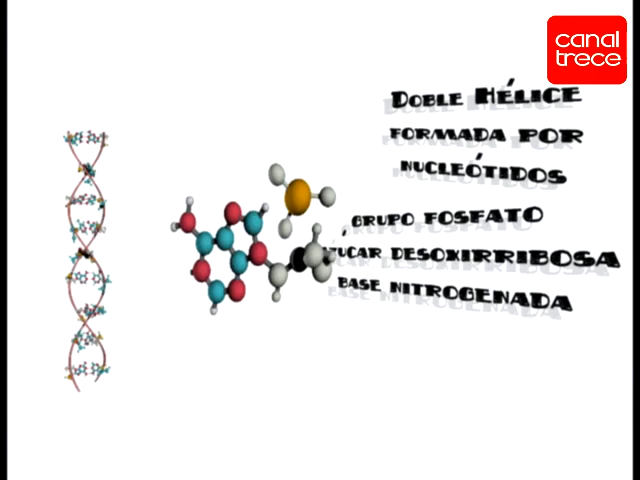 canal
trece
DOBLE HÉLICE
FORMADA POR
NUCLEÓTIDOS
GRUPO FOSFATO
DESOXIRRIBOSA
BASE NITROGENADA